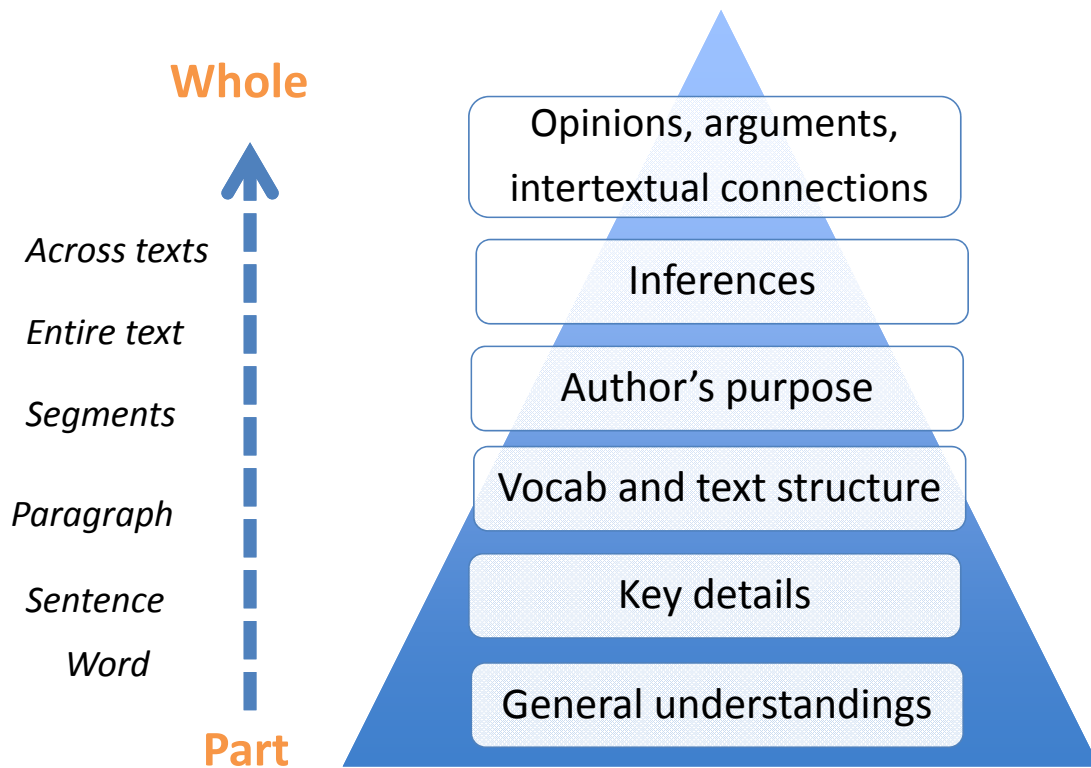 Whole
Across texts
Entire text
Segments
Paragraph
Sentence
Word
Part
Opinions, arguments,
intertextual connections
Inferences
Author’s purpose
Vocab and text structure
Key details
General understandings